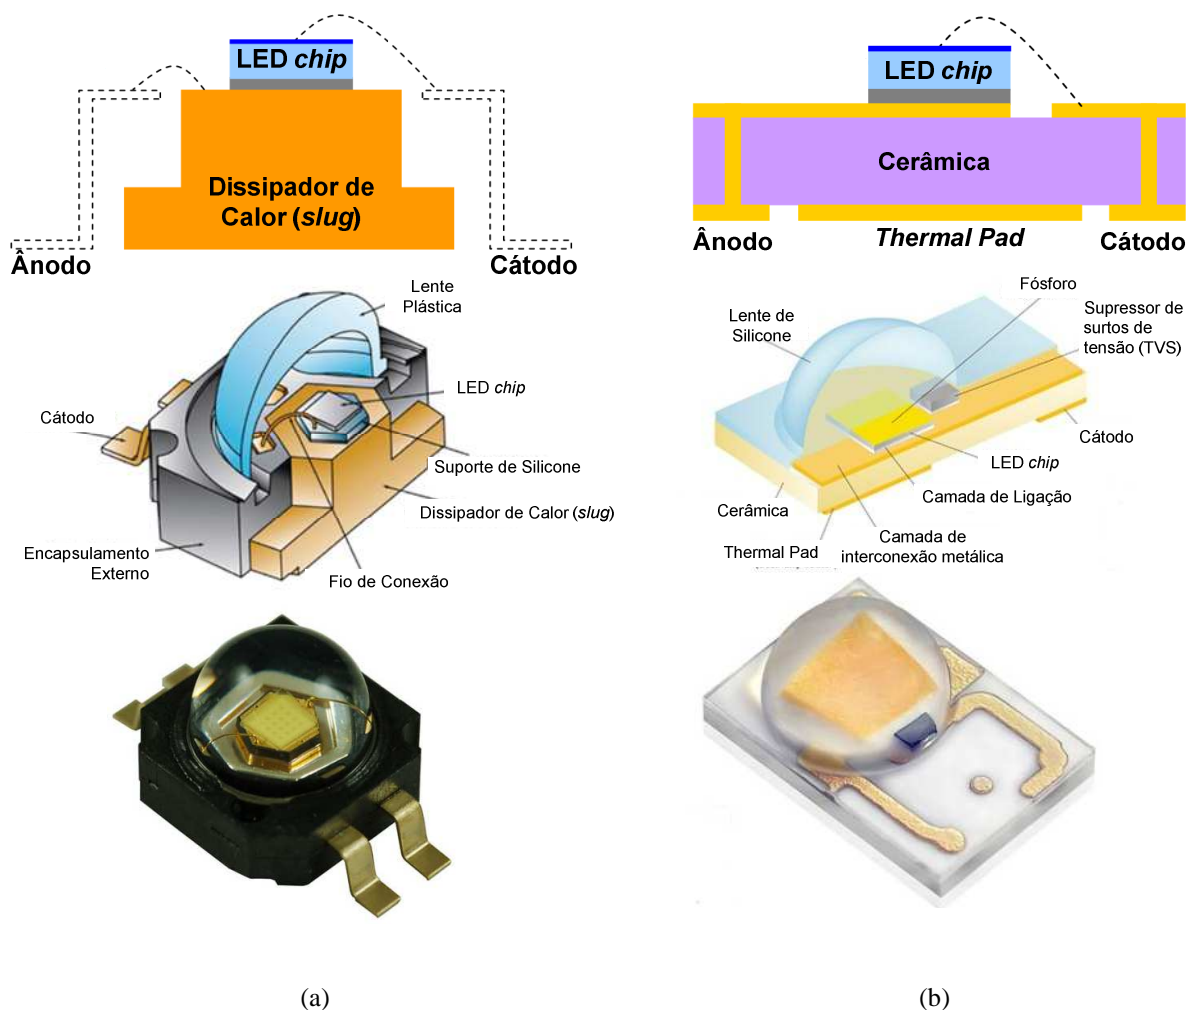 LED chip
Dissipador de
Calor (slug)
Ânodo
Cátodo
Lente
Plástica
LED chip
Cátodo
Suporte de Silicone
Dissipador de Calor (slug)
Encapsulamento
Externo
Fio de Conexão
(a)
LED chip
Cerâmica
Ânodo
Thermal Pad
Cátodo
Fósforo
Lente de
Silicone
Supressor de
surtos de
tensão (TVS)
Cátodo
LED chip
Camada de Ligação
Cerâmica
Camada de
interconexão metálica
Thermal Pad
(b)